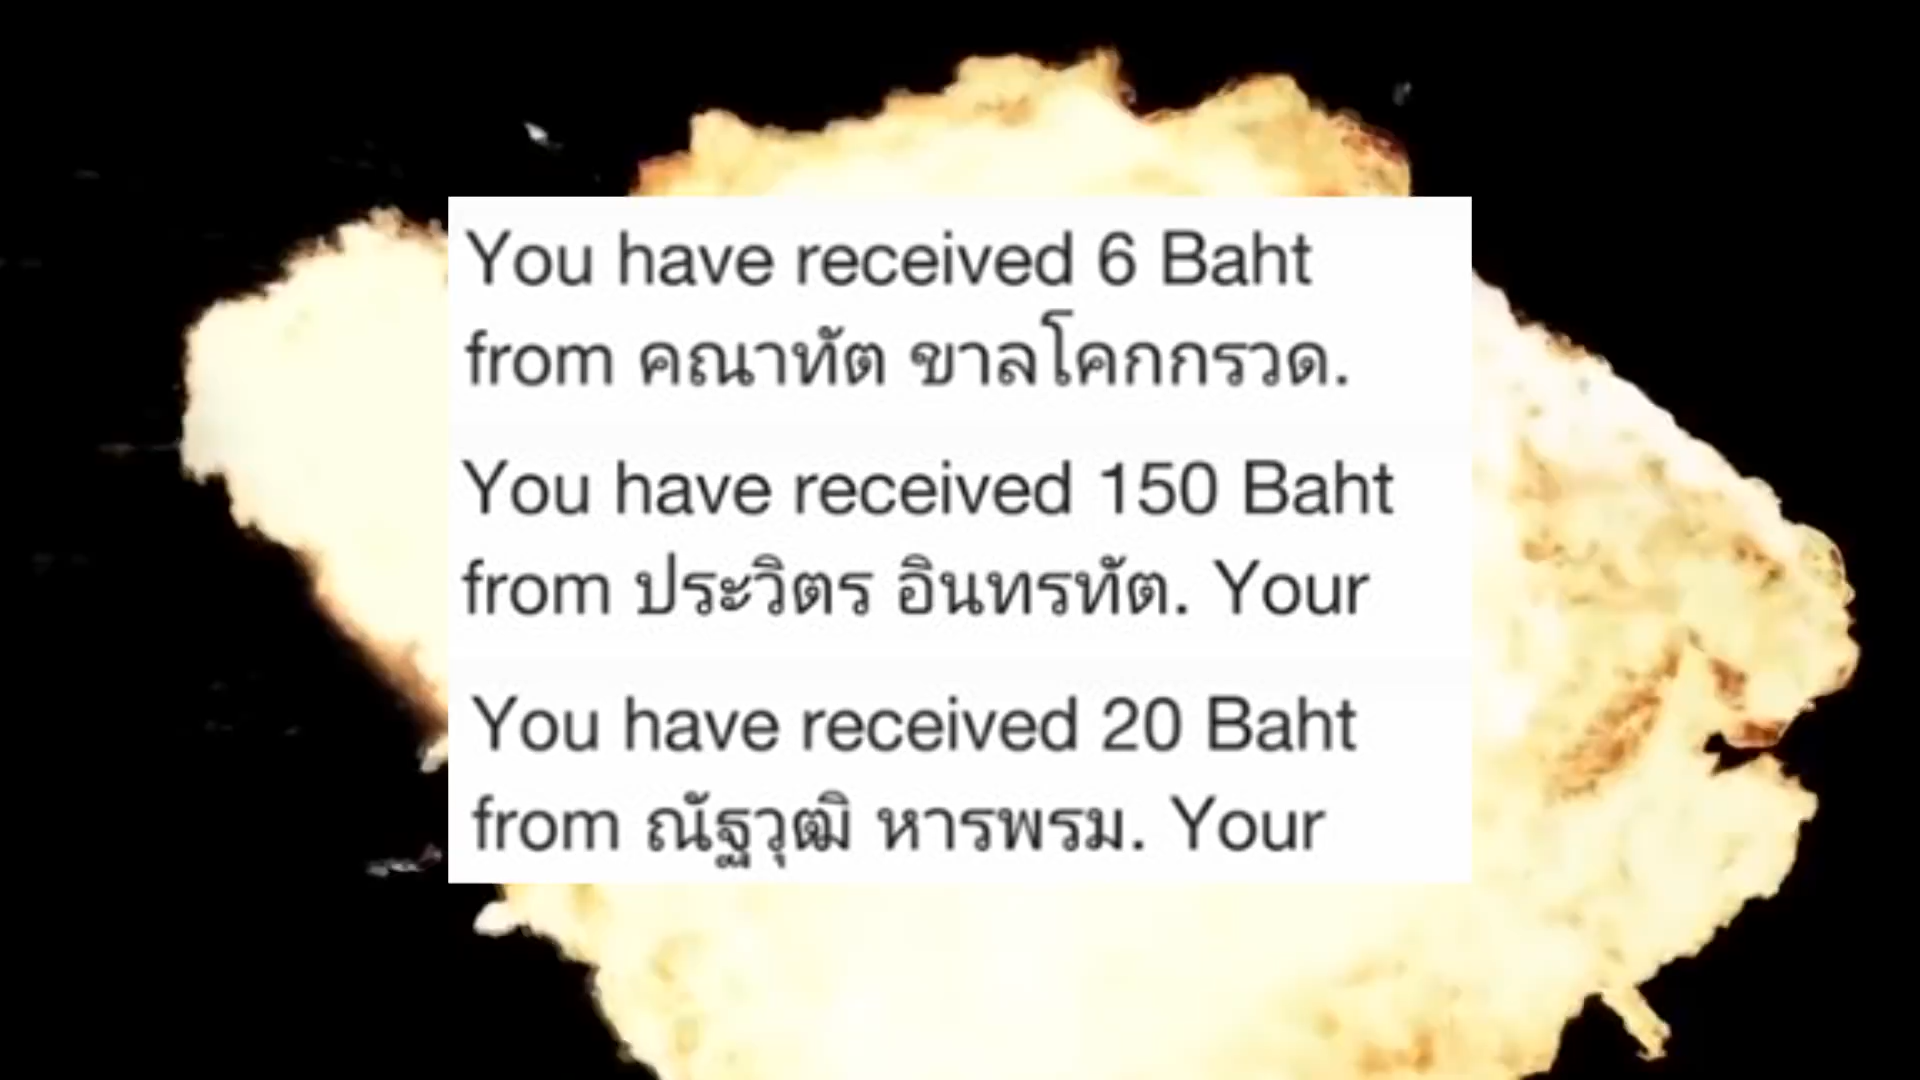 You have received 6 Baht
from คณาทัต ขาลโคกกรวด.
You have received 150 Baht
from ประวิตร อินทรทัต. Your
You have received 20 Baht
from ณัฐวุฒิ หารพรม. Your